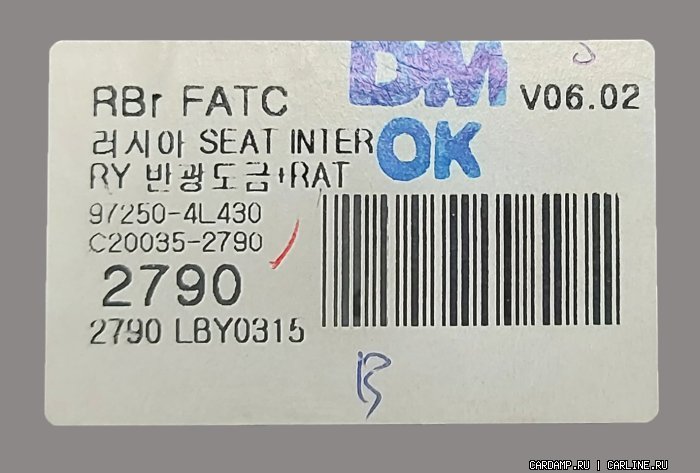 DM
OK
RBr FATC
V06.02
러시아 SEAT INTER
RY 반광도금+RAT
97250-4L430
C20035-2790
2790
2790 LBY0315
CARDAMP.RU | CARLINE.RU